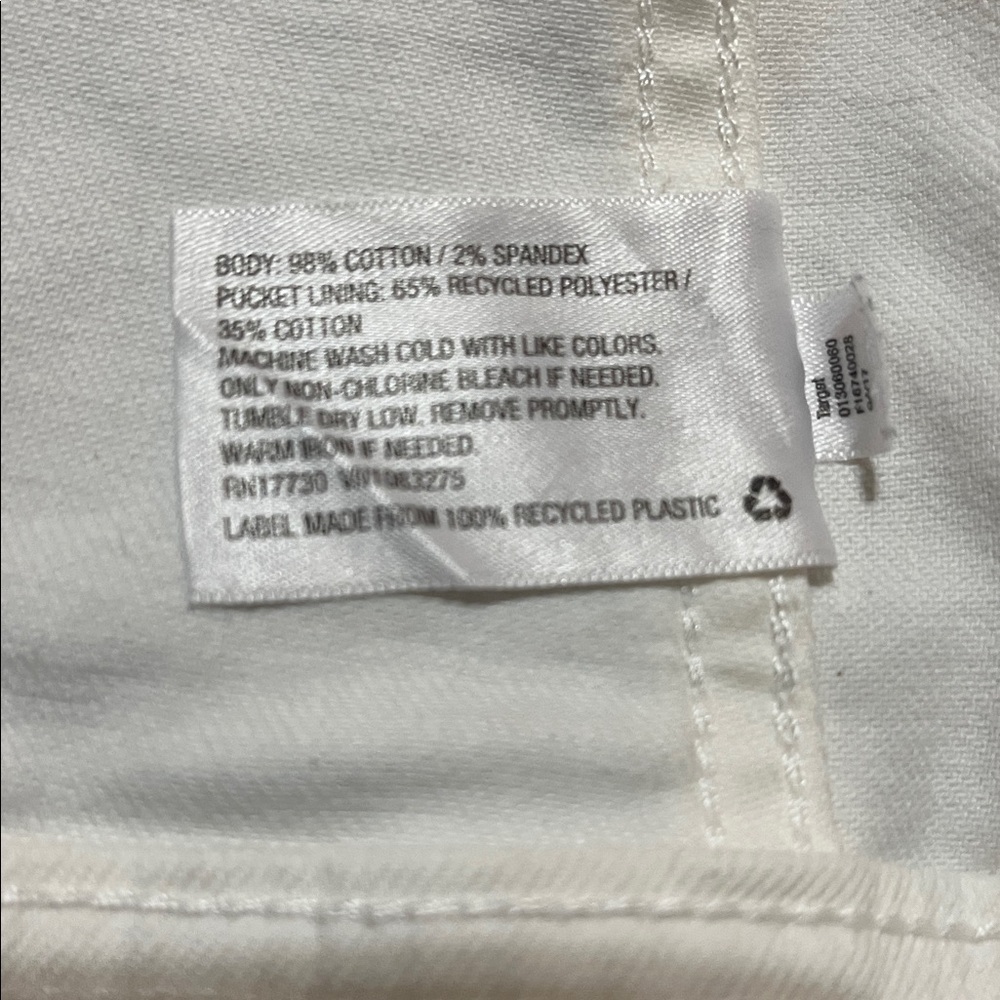 BODY: 98% COTTON / 2% SPANDEX
POCKET LINING: 65% RECYCLED POLYESTER /
35% COTTON
MACHINE WASH COLD WITH LIKE COLORS.
ONLY NON-CHLORINE BLEACH IF NEEDED.
TUMBLE DRY LOW. REMOVE PROMPTLY.
WARM IRON IF NEEDED.
RN17730
LABEL MADE FROM 100% RECYCLED PLASTIC
Target
013080060